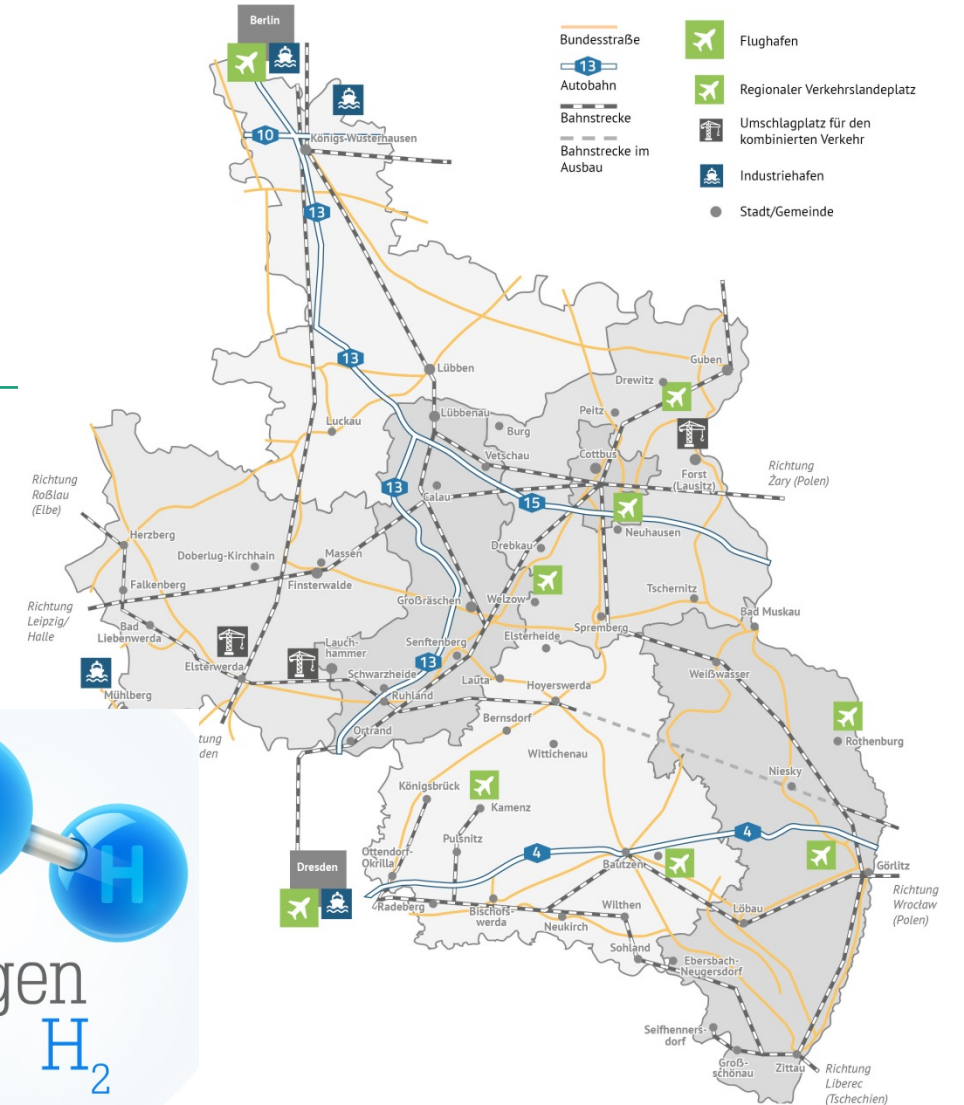 Berlin
Bundesstraße
13
Autobahn
Bahnstrecke
Bahnstrecke im
Ausbau
Flughafen
Regionaler Verkehrslandeplatz
Umschlagplatz für den
kombinierten Verkehr
Industriehafen
Stadt/Gemeinde
10
Königs-Wusterhausen
13
13
Lübben
Guben
Drewitz
Peitz
Luckau
Lübbenau
Burg
Cottbus
Vetschau
Forst
(Lausitz)
Richtung
Żary (Polen)
Richtung
Roßlau
(Elbe)
13
Calau
15
Neuhausen
Herzberg
Doberlug-Kirchhain
Massen
Drebkau
Finsterwalde
Falkenberg
Großräschen
Welzow
Tschernitz
Richtung
Leipzig/
Halle
Bad
Liebenwerda
Spremberg
Bad Muskau
Elsterheide
Senftenberg
Lauch-
hammer
Elsterwerda
13
Schwarzheide
Lauta
Weißwasser
Mühlberg
Ruhland
Hoyerswerda
Ortrand
Bernsdorf
Wittichenau
Rothenburg
tung
den
Niesky
Königsbrück
Kamenz
Pulsnitz
4
4
Ottendorf-
Okrilla
Bautzen
Görlitz
Dresden
Richtung
Wrocław
(Polen)
Radeberg
Bischofs-
werda
Neukirch
Wilthen
Löbau
Sohland
Ebersbach-
Neugersdorf
Seifhenners-
dorf
Groß-
schönau
Zittau
Richtung
Liberec
(Tschechien)
H
gen
H₂